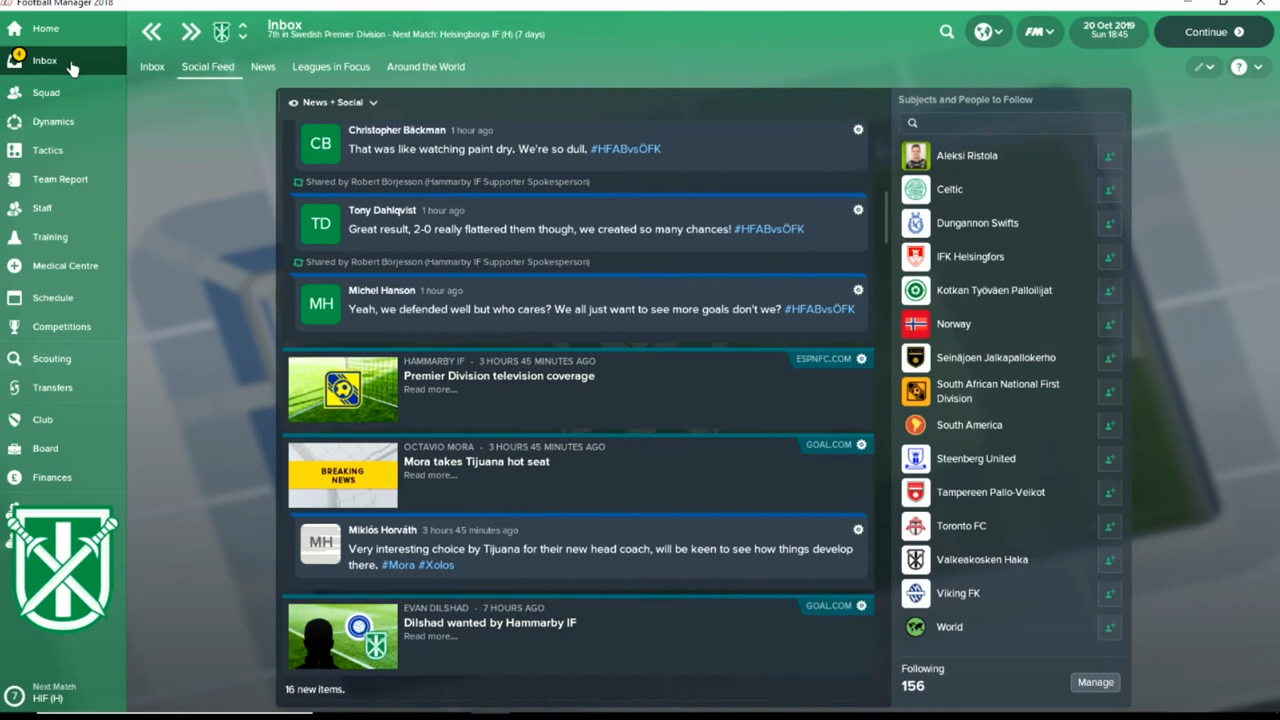 Football Manager 2018
Home
4
Inbox
Squad
Dynamics
Tactics
Team Report
Staff
Training
Medical Centre
Schedule
Competitions
Scouting
Transfers
Club
Board
Finances
7
Next Match
HIF (H)
Inbox
7th in Swedish Premier Division - Next Match: Helsingborgs IF (H) (7 days)
FM
20 Oct 2019
Sun 18:45
Continue
Inbox
Social Feed
News
Leagues in Focus
Around the World
?
News + Social
CB
Christopher Bäckman 1 hour ago
That was like watching paint dry. We're so dull. #HFABvsÖFK
Shared by Robert Börjesson (Hammarby IF Supporter Spokesperson)
TD
Tony Dahlqvist 1 hour ago
Great result, 2-0 really flattered them though, we created so many chances! #HFABvsÖFK
Shared by Robert Börjesson (Hammarby IF Supporter Spokesperson)
MH
Michel Hanson 1 hour ago
Yeah, we defended well but who cares? We all just want to see more goals don't we? #HFABvsÖFK
HAMMARBY IF - 3 HOURS 45 MINUTES AGO
ESPNFC.COM
Premier Division television coverage
Read more...
BREAKING
NEWS
OCTAVIO MORA - 3 HOURS 45 MINUTES AGO
GOAL.COM
Mora takes Tijuana hot seat
Read more...
MH
Miklós Horváth 3 hours 45 minutes ago
Very interesting choice by Tijuana for their new head coach, will be keen to see how things develop
there. #Mora #Xolos
EVAN DILSHAD - 7 HOURS AGO
GOAL.COM
Dilshad wanted by Hammarby IF
Read more...
16 new items.
Subjects and People to Follow
Aleksi Ristola
Celtic
Dungannon Swifts
IFK Helsingfors
Kotkan Työväen Palloilijat
Norway
Seinäjoen Jalkapallokerho
South African National First
Division
South America
Steenberg United
Tampereen Pallo-Veikot
Toronto FC
Valkeakosken Haka
Viking FK
World
Following
156
Manage